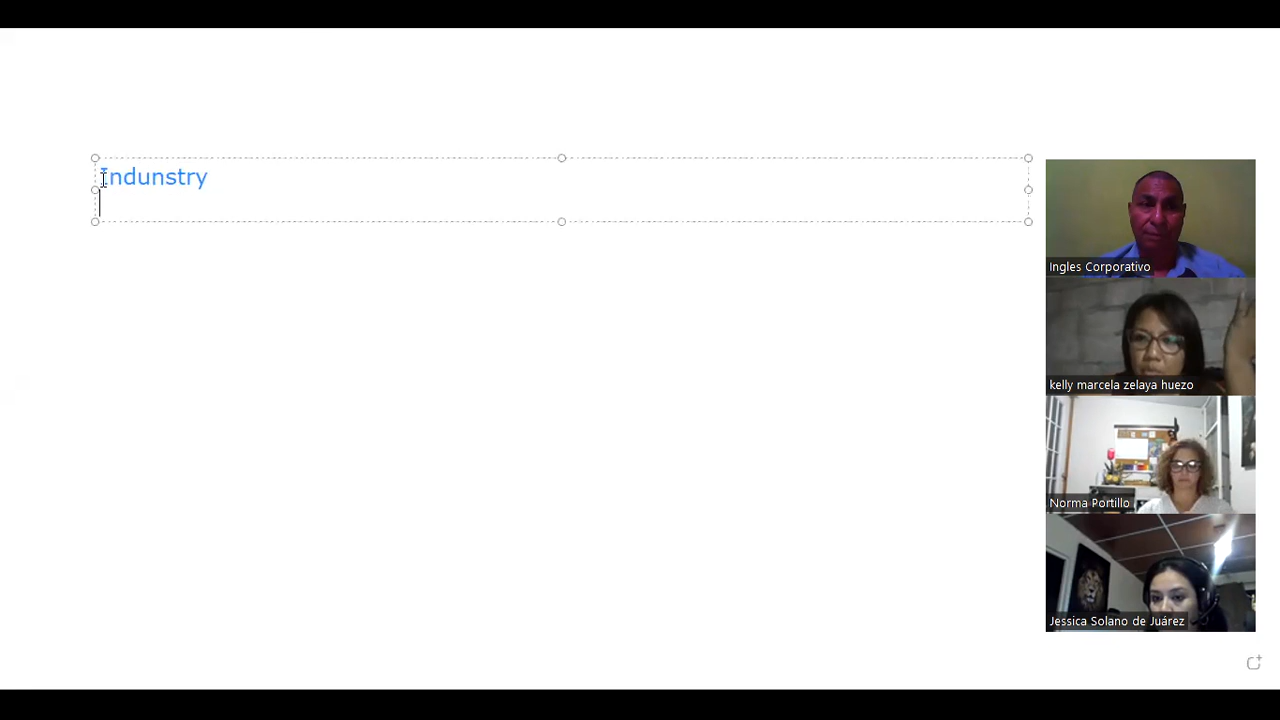 Indunstry
Ingles Corporativo
kelly marcela zelaya huezo
Norma Portillo
Jessica Solano de Juárez